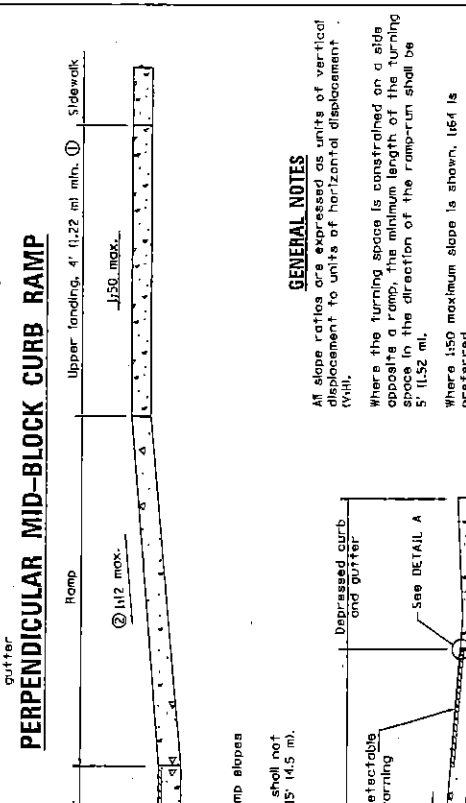 gutter
PERPENDICULAR MID-BLOCK CURB RAMP
Ramp
Upper landing, 4' (1.22 m) min. ①
Sidewalk
② 1:12 max.
1:50 max.
mp slopes
shall not
15' (4.5 m).
GENERAL NOTES
All slope ratios are expressed as units of vertical
displacement to units of horizontal displacement
(V:H).
Where the turning space is constrained on a side
opposite a ramp, the minimum length of the turning
space in the direction of the ramp-run shall be
5' (1.52 m).
Where 1:50 maximum slope is shown, 1:64 is
preferred
Depressed curb
and gutter
See DETAIL A
etectable
arning